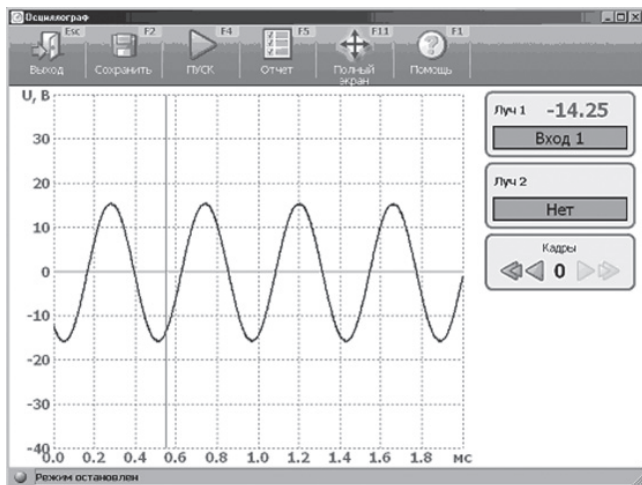 Осциллограф
Esc F2 F4 F5 F11 F1
Выход Сохранить ПУСК Отчет Полный экран Помощь
U, В
30
20
10
0
-10
-20
-30
-40
0.0 0.2 0.4 0.6 0.8 1.0 1.2 1.4 1.6 1.8 мс
Луч 1 -14.25
Вход 1
Луч 2
Нет
Кадры
0
Режим остановлен